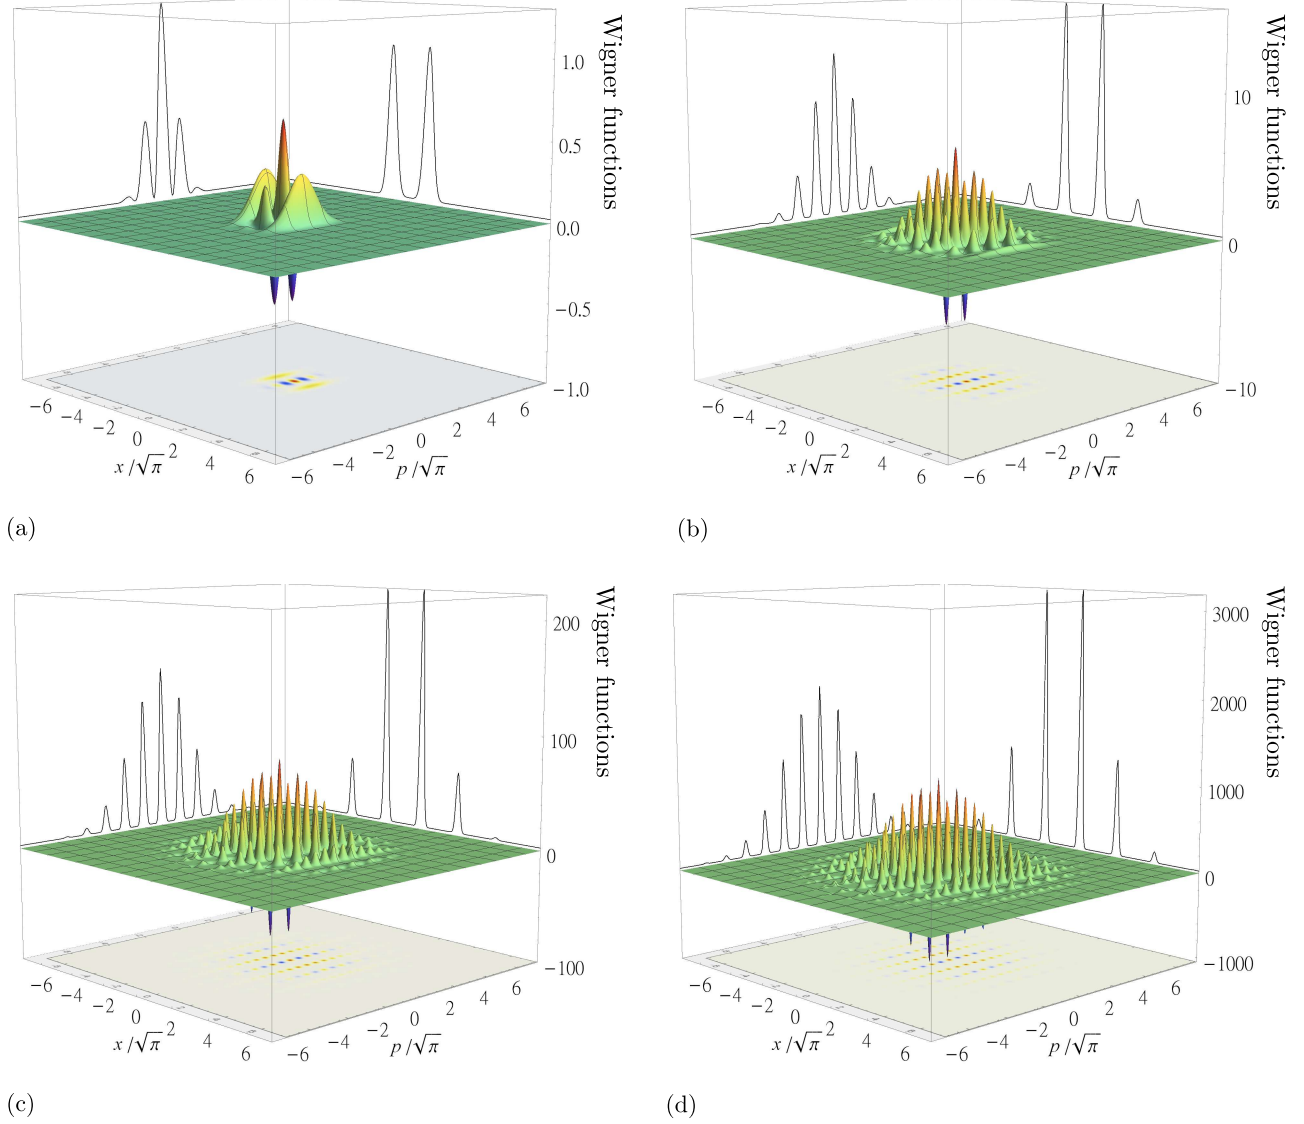 Wigner functions
1.0
0.5
0.0
−0.5
−1.0
−6 −4 −2 0 2 4 6
x/√π
−6 −4 −2 0 2 4 6
p/√π
(a)
Wigner functions
10
0
−10
−6 −4 −2 0 2 4 6
x/√π
−6 −4 −2 0 2 4 6
p/√π
(b)
Wigner functions
200
100
0
−100
−6 −4 −2 0 2 4 6
x/√π
−6 −4 −2 0 2 4 6
p/√π
(c)
Wigner functions
3000
2000
1000
0
−1000
−6 −4 −2 0 2 4 6
x/√π
−6 −4 −2 0 2 4 6
p/√π
(d)